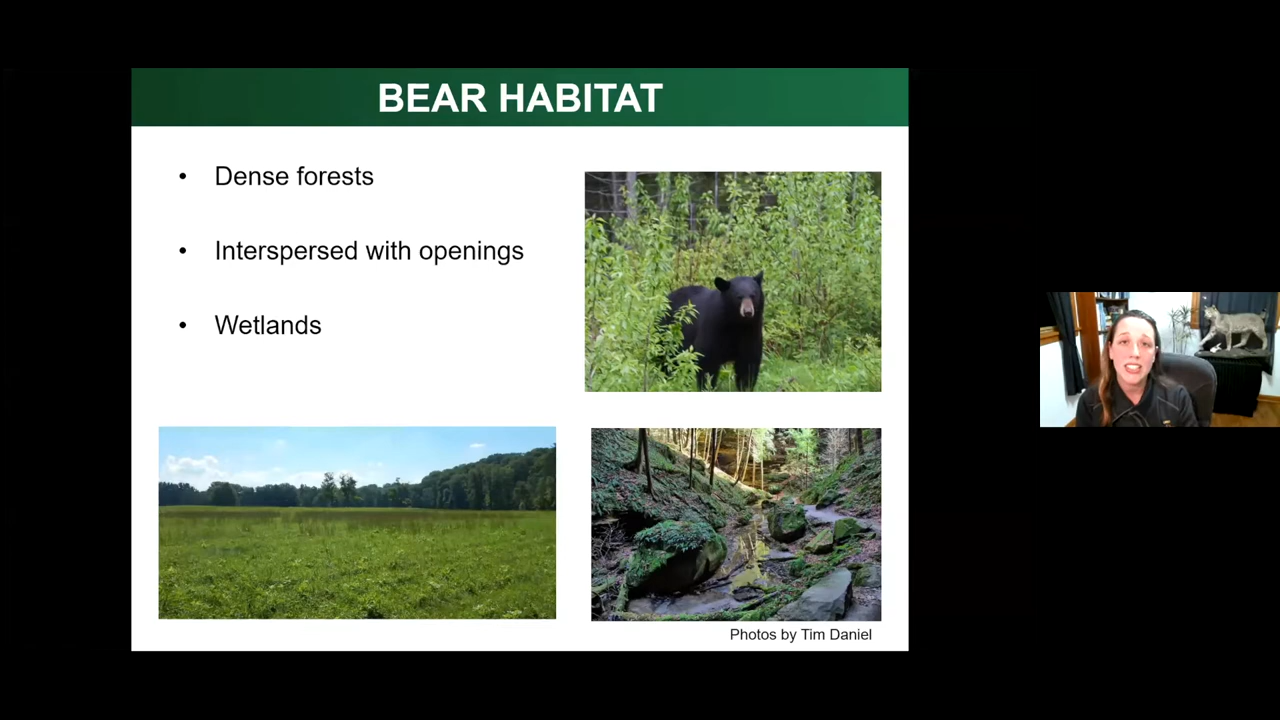 BEAR HABITAT
• Dense forests
• Interspersed with openings
• Wetlands
Photos by Tim Daniel